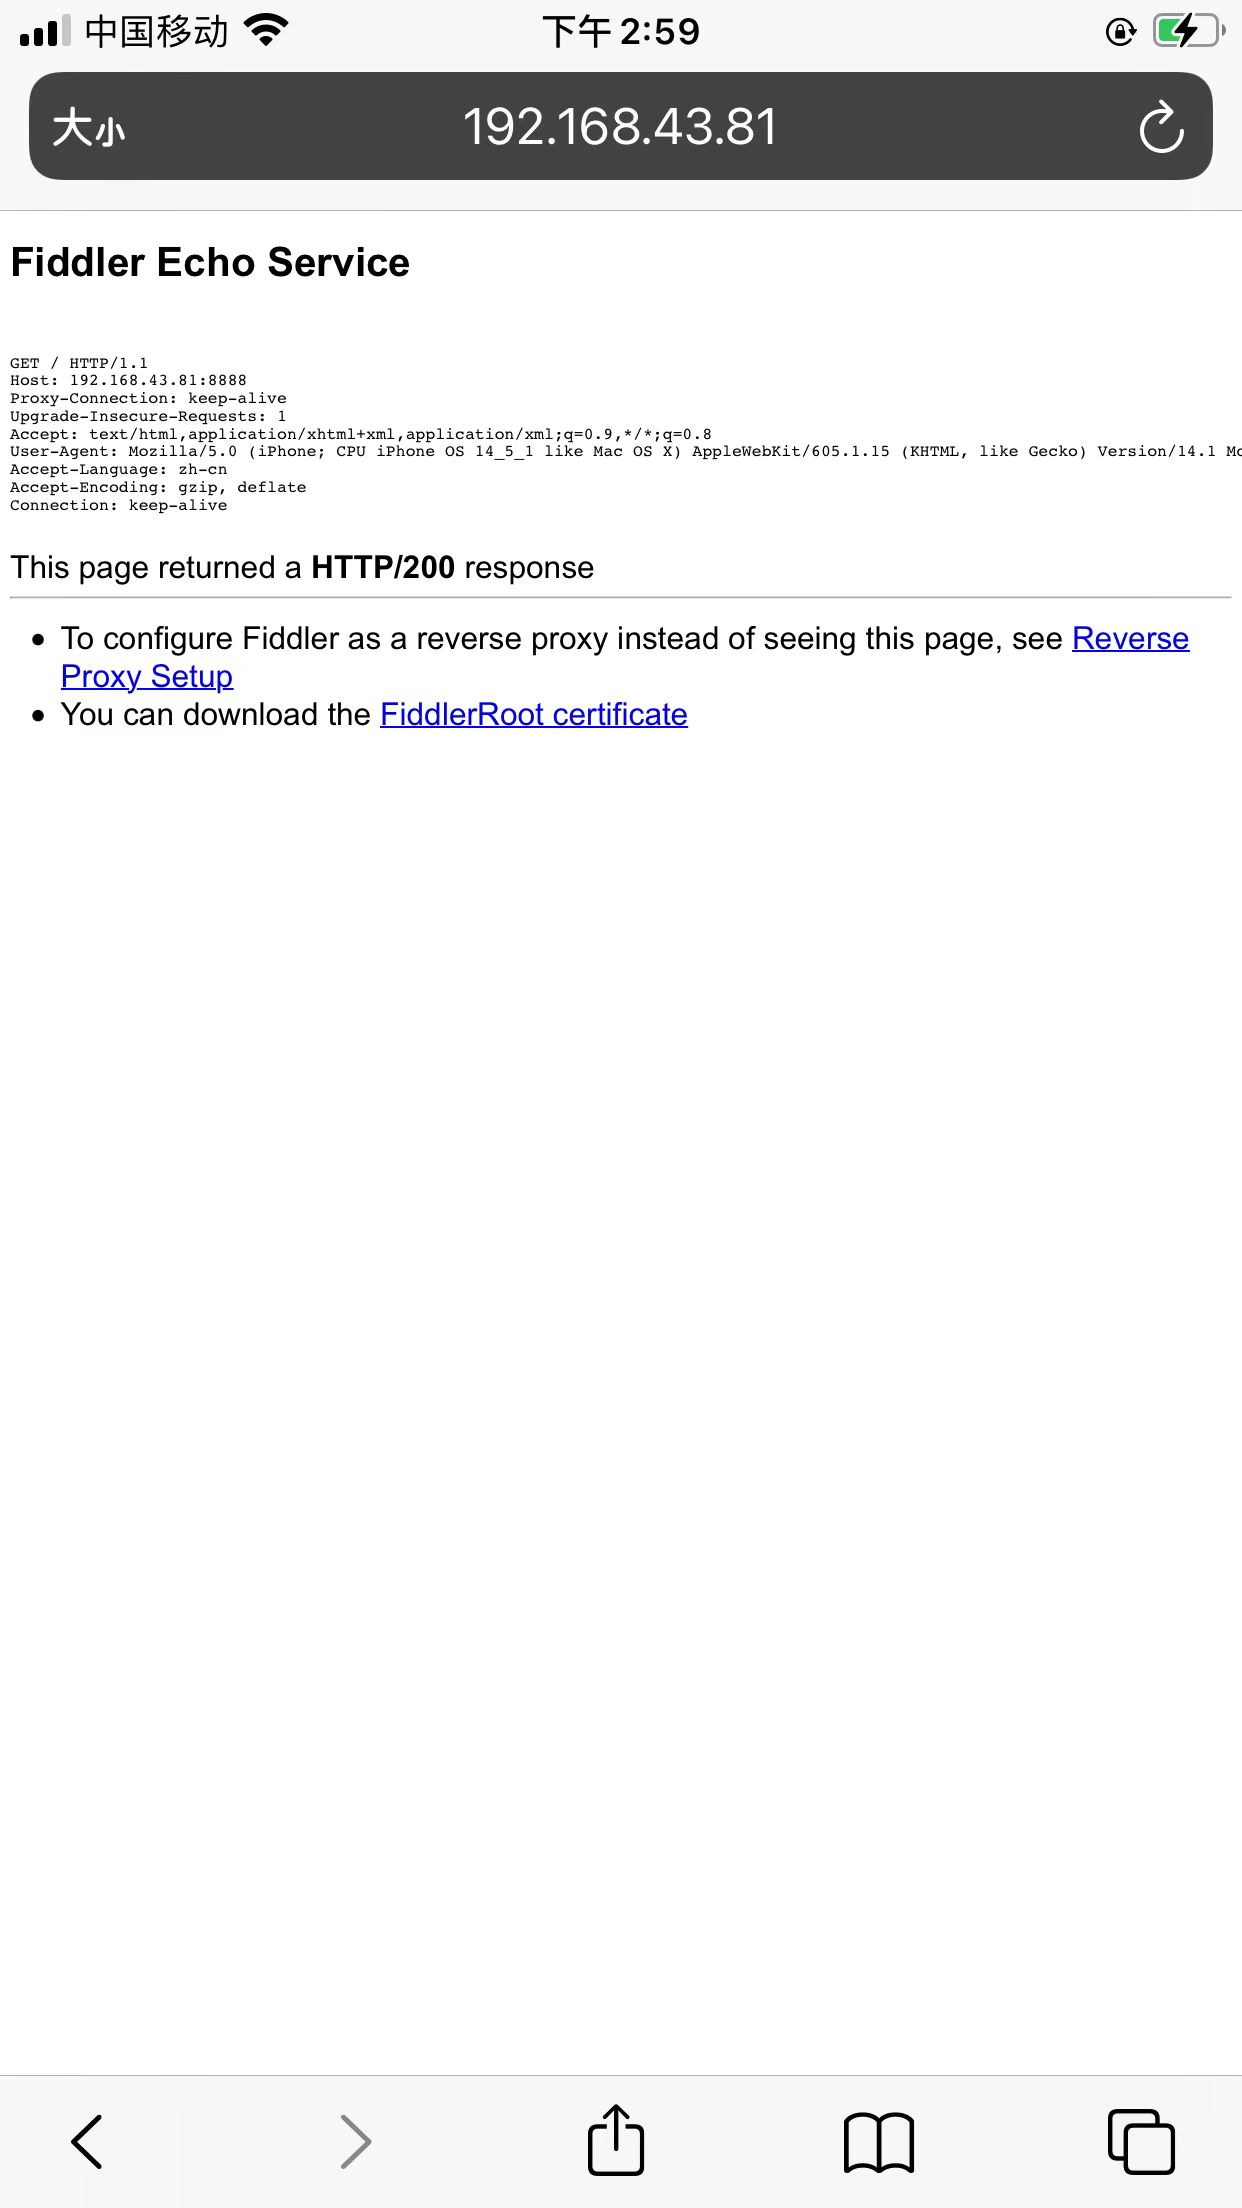 中国移动
下午 2:59
大小
192.168.43.81
Fiddler Echo Service
GET / HTTP/1.1
Host: 192.168.43.81:8888
Proxy-Connection: keep-alive
Upgrade-Insecure-Requests: 1
Accept: text/html,application/xhtml+xml,application/xml;q=0.9,*/*;q=0.8
User-Agent: Mozilla/5.0 (iPhone; CPU iPhone OS 14_5_1 like Mac OS X) AppleWebKit/605.1.15 (KHTML, like Gecko) Version/14.1 Mo
Accept-Language: zh-cn
Accept-Encoding: gzip, deflate
Connection: keep-alive
This page returned a HTTP/200 response
To configure Fiddler as a reverse proxy instead of seeing this page, see Reverse
Proxy Setup
You can download the FiddlerRoot certificate